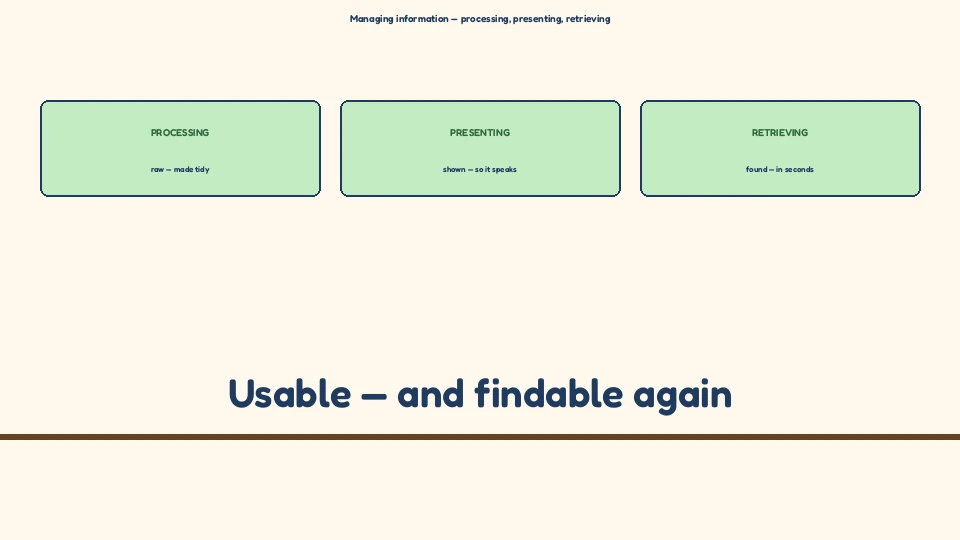 Managing information — processing, presenting, retrieving
PROCESSING
raw — made tidy
PRESENTING
shown — so it speaks
RETRIEVING
found — in seconds
Usable — and findable again